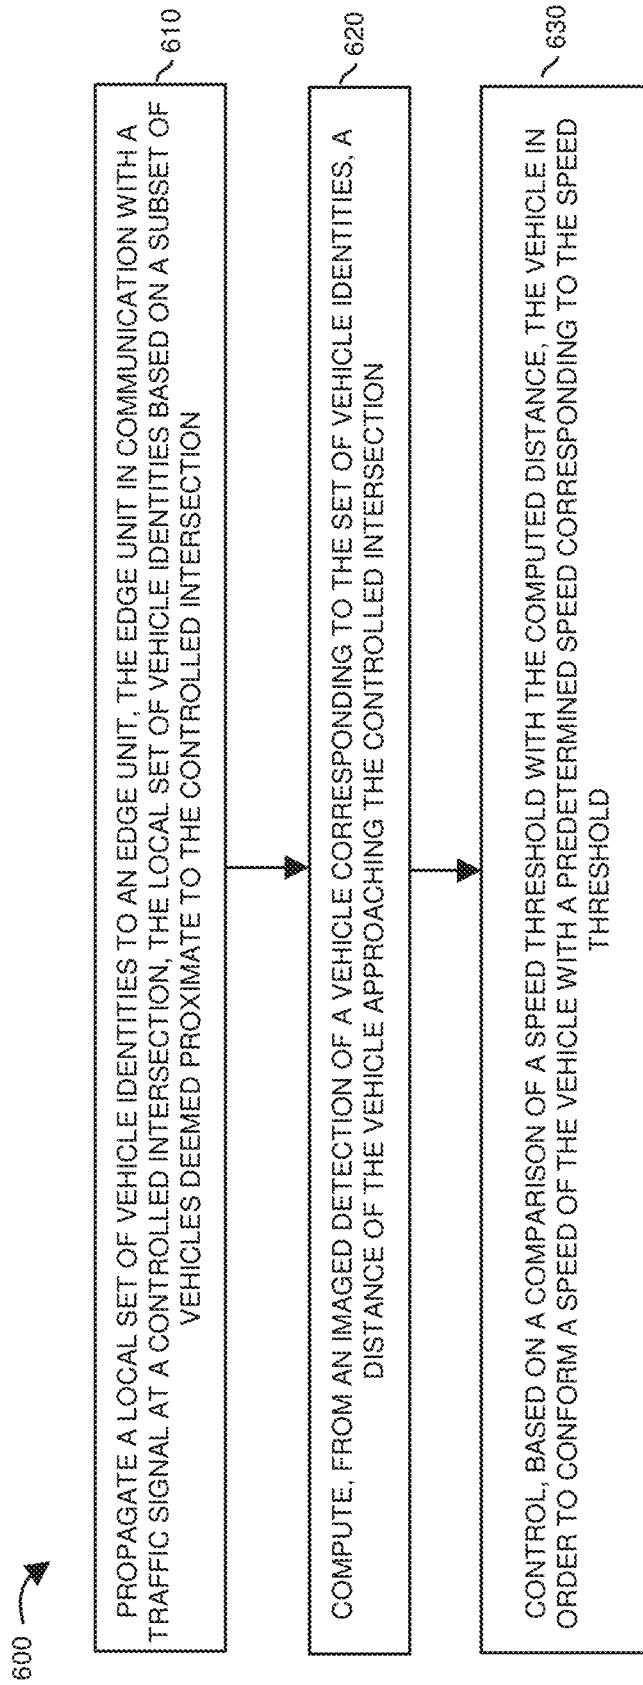 600
PROPAGATE A LOCAL SET OF VEHICLE IDENTITIES TO AN EDGE UNIT, THE EDGE UNIT IN COMMUNICATION WITH A
TRAFFIC SIGNAL AT A CONTROLLED INTERSECTION, THE LOCAL SET OF VEHICLE IDENTITIES BASED ON A SUBSET OF
VEHICLES DEEMED PROXIMATE TO THE CONTROLLED INTERSECTION
610
COMPUTE, FROM AN IMAGED DETECTION OF A VEHICLE CORRESPONDING TO THE SET OF VEHICLE IDENTITIES, A
DISTANCE OF THE VEHICLE APPROACHING THE CONTROLLED INTERSECTION
620
CONTROL, BASED ON A COMPARISON OF A SPEED THRESHOLD WITH THE COMPUTED DISTANCE, THE VEHICLE IN
ORDER TO CONFORM A SPEED OF THE VEHICLE WITH A PREDETERMINED SPEED CORRESPONDING TO THE SPEED
THRESHOLD
630